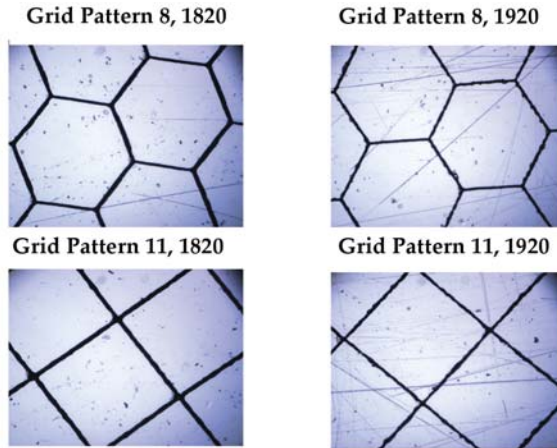 Grid Pattern 8, 1820
Grid Pattern 8, 1920
Grid Pattern 11, 1820
Grid Pattern 11, 1920